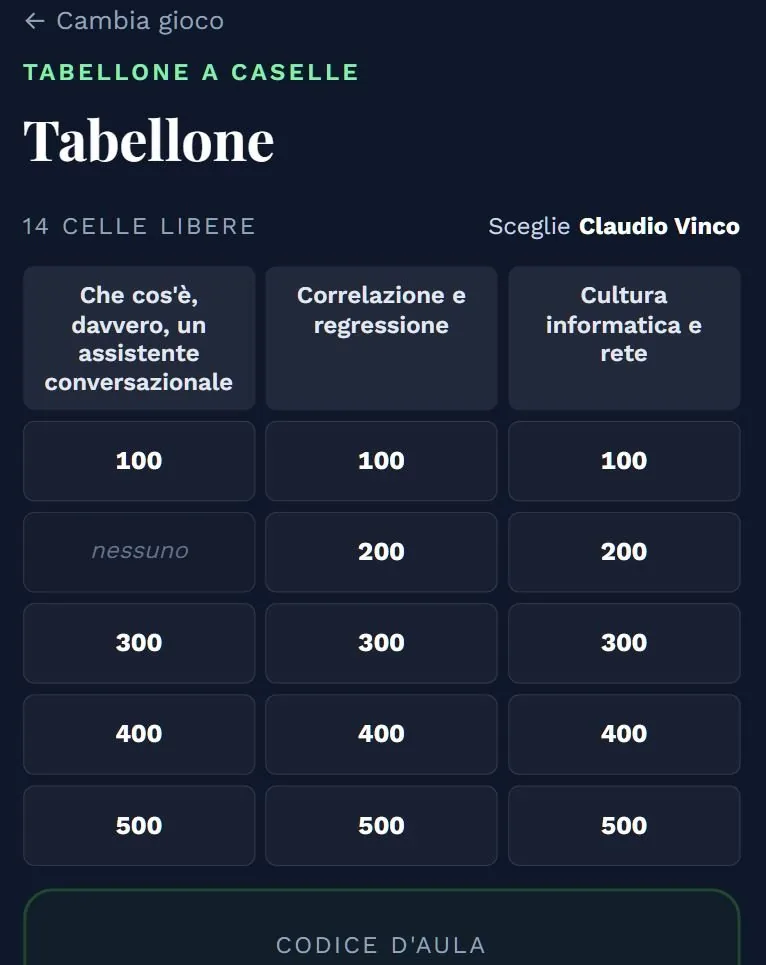 ← Cambia gioco
TABELLONE A CASELLE
Tabellone
14 CELLE LIBERE
Sceglie Claudio Vinco
Che cos'è,
davvero, un
assistente
conversazionale
Correlazione e
regressione
Cultura
informatica e
rete
100 100 100
nessuno 200 200
300 300 300
400 400 400
500 500 500
CODICE D'AULA